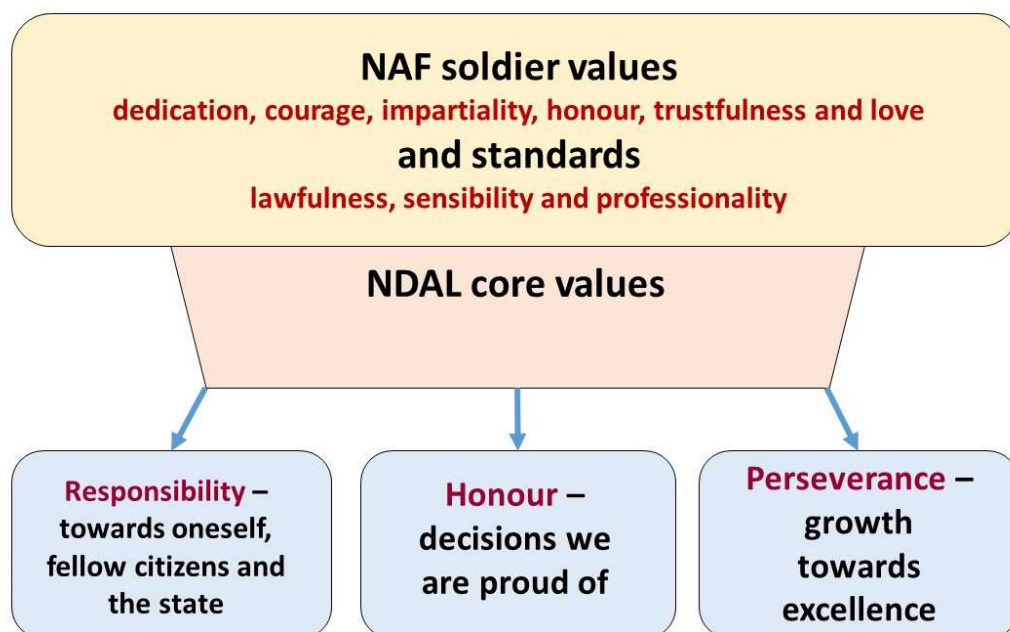 NAF soldier values
dedication, courage, impartiality, honour, trustfulness and love
and standards
lawfulness, sensibility and professionality
NDAL core values
Responsibility –
towards oneself,
fellow citizens and
the state
Honour –
decisions we
are proud of
Perseverance –
growth
towards
excellence